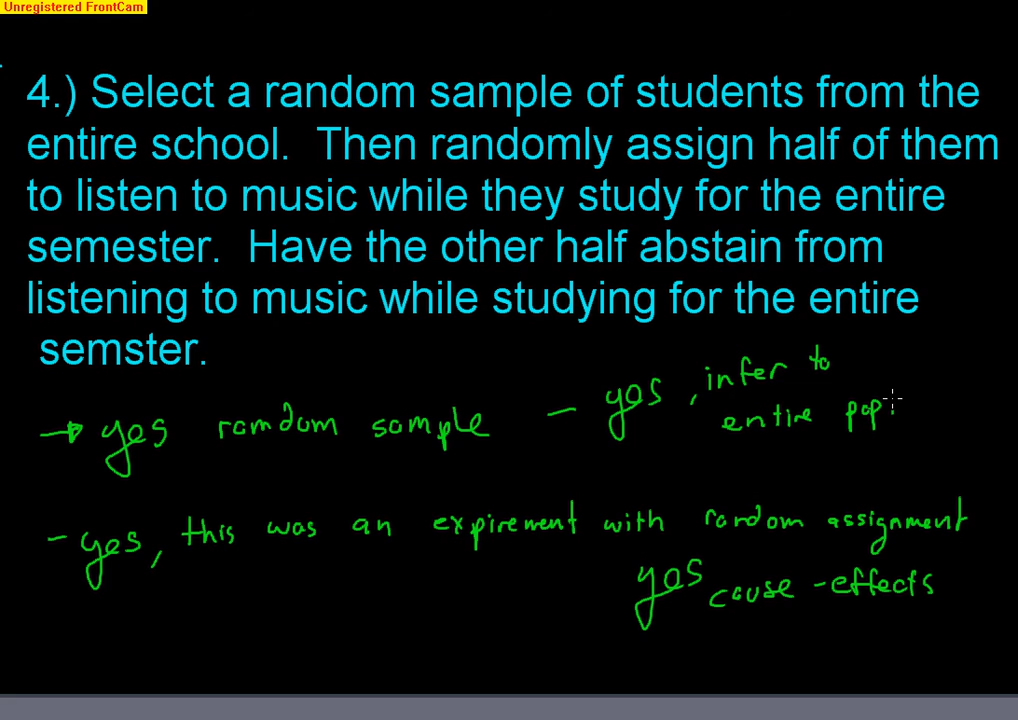 Unregistered FrontCam
4.) Select a random sample of students from the
entire school. Then randomly assign half of them
to listen to music while they study for the entire
semester. Have the other half abstain from
listening to music while studying for the entire
semster.
yes random sample - yes, infer to
entire pop.
- yes, this was an expirement with random assignment
yes cause-effects